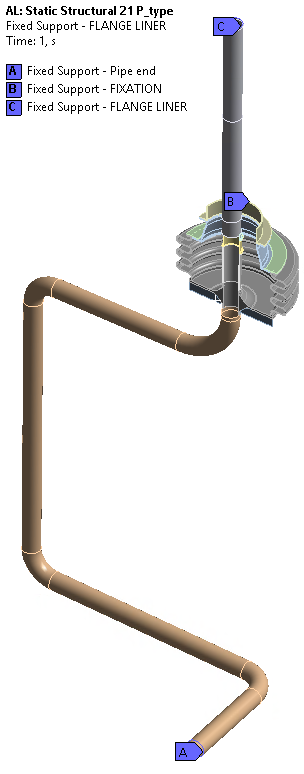 AL: Static Structural 21 P_type
Fixed Support - FLANGE LINER
Time: 1, s
A Fixed Support - Pipe end
B Fixed Support - FIXATION
C Fixed Support - FLANGE LINER
C
B
A